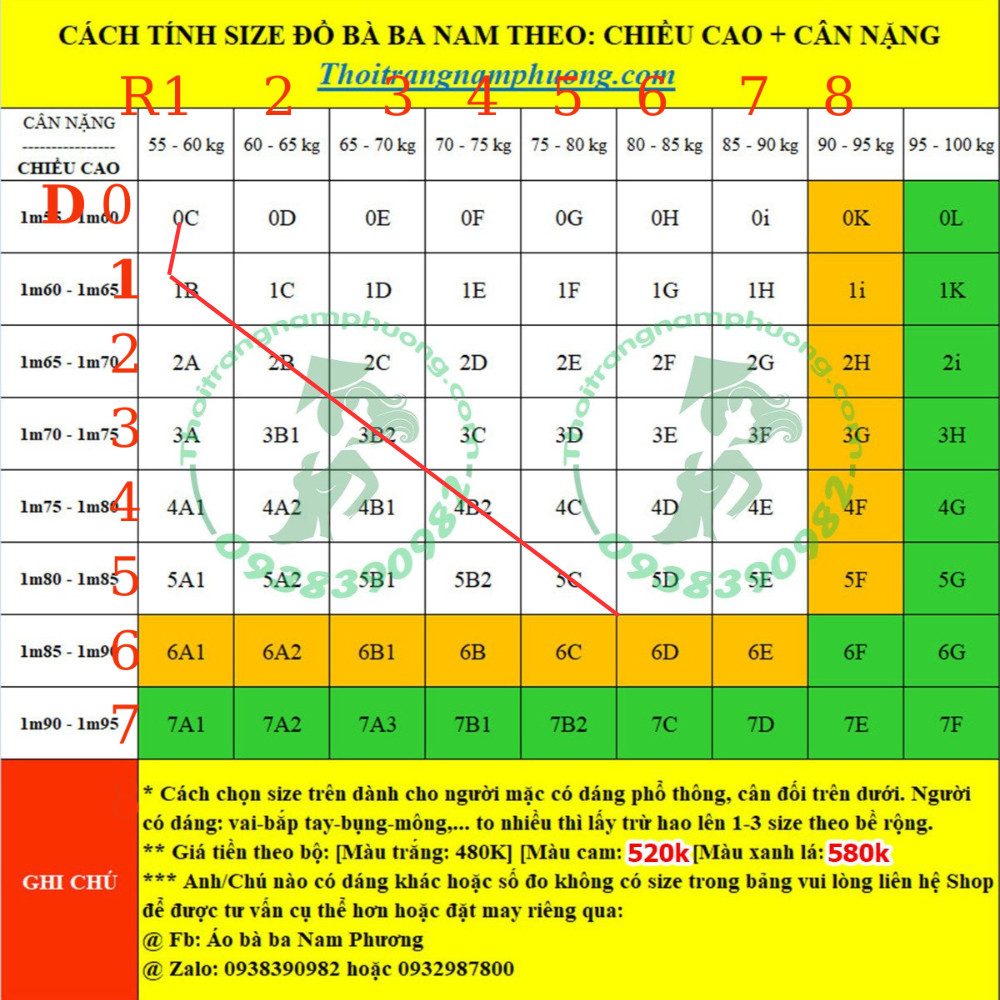 CÁCH TÍNH SIZE ĐỒ BÀ BA NAM THEO: CHIỀU CAO + CÂN NẶNG
Thoitrangnamphuong.com
R1 2 3 4 5 6 7 8
CÂN NẶNG
----------------
CHIỀU CAO
55 - 60 kg 60 - 65 kg 65 - 70 kg 70 - 75 kg 75 - 80 kg 80 - 85 kg 85 - 90 kg 90 - 95 kg 95 - 100 kg
D 0
1m55 - 1m60 0C 0D 0E 0F 0G 0H 0i 0K 0L
1
1m60 - 1m65 1B 1C 1D 1E 1F 1G 1H 1i 1K
2
1m65 - 1m70 2A 2B 2C 2D 2E 2F 2G 2H 2i
3
1m70 - 1m75 3A 3B1 3B2 3C 3D 3E 3F 3G 3H
4
1m75 - 1m80 4A1 4A2 4B1 4B2 4C 4D 4E 4F 4G
5
1m80 - 1m85 5A1 5A2 5B1 5B2 5C 5D 5E 5F 5G
6
1m85 - 1m90 6A1 6A2 6B1 6B 6C 6D 6E 6F 6G
7
1m90 - 1m95 7A1 7A2 7A3 7B1 7B2 7C 7D 7E 7F
Thoitrangnamphuong.com.vn
0938390982
Thoitrangnamphuong.com.vn
0938390982
GHI CHÚ
* Cách chọn size trên dành cho người mặc có dáng phổ thông, cân đối trên dưới. Người
có dáng: vai-bắp tay-bụng-mông,... to nhiều thì lấy trừ hao lên 1-3 size theo bề rộng.
** Giá tiền theo bộ: [Màu trắng: 480K] [Màu cam: 520k [Màu xanh lá: 580k
*** Anh/Chú nào có dáng khác hoặc số đo không có size trong bảng vui lòng liên hệ Shop
để được tư vấn cụ thể hơn hoặc đặt may riêng qua:
@ Fb: Áo bà ba Nam Phương
@ Zalo: 0938390982 hoặc 0932987800